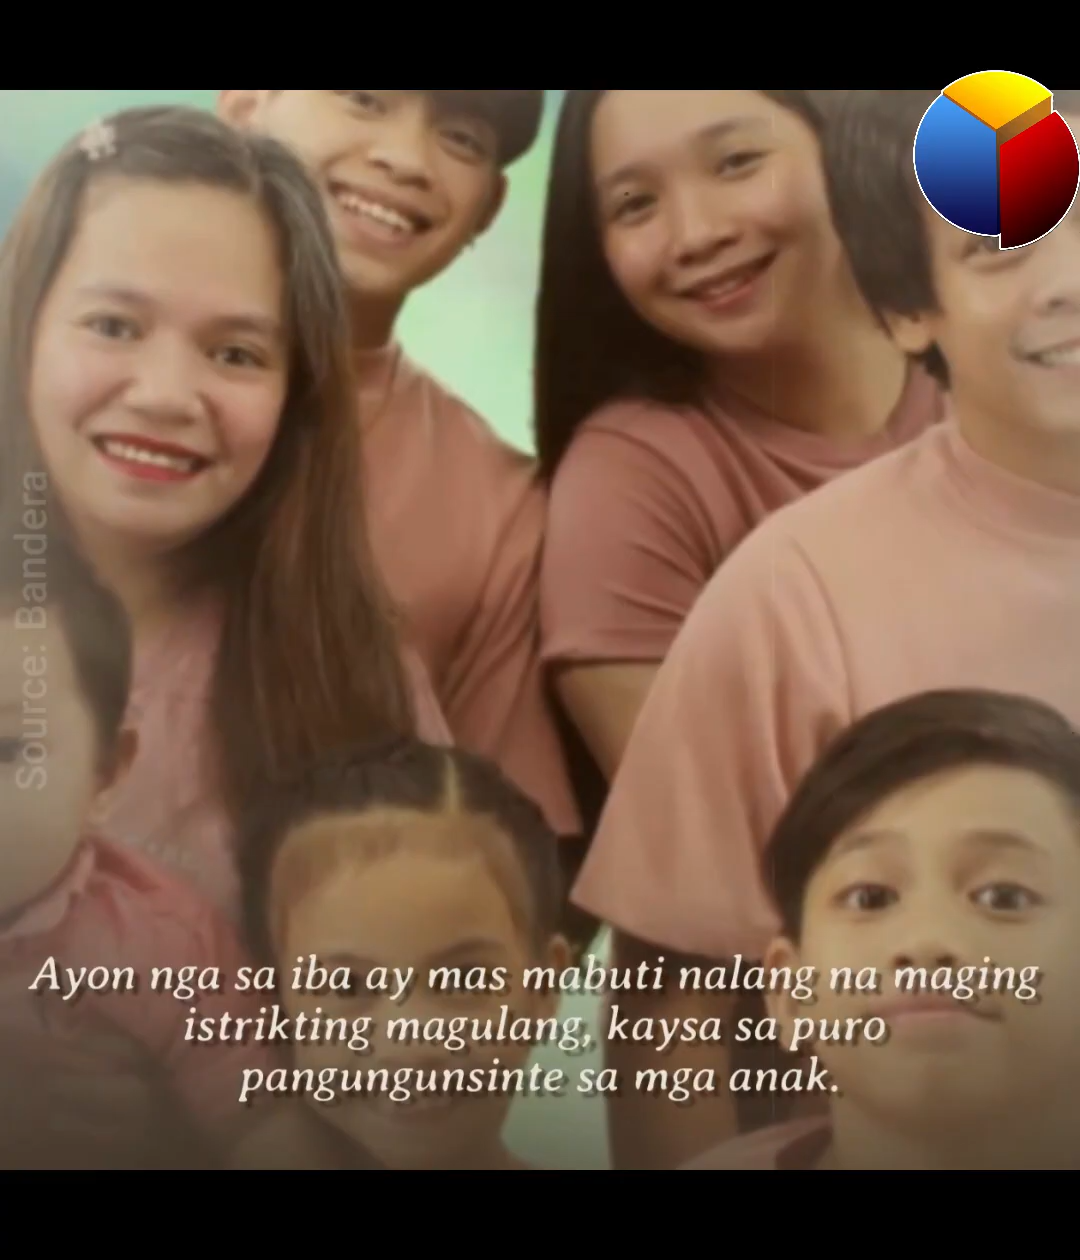 Source: Bandera
Ayon nga sa iba ay mas mabuti nalang na maging
istrikting magulang, kaysa sa puro
pangungunsinte sa mga anak.